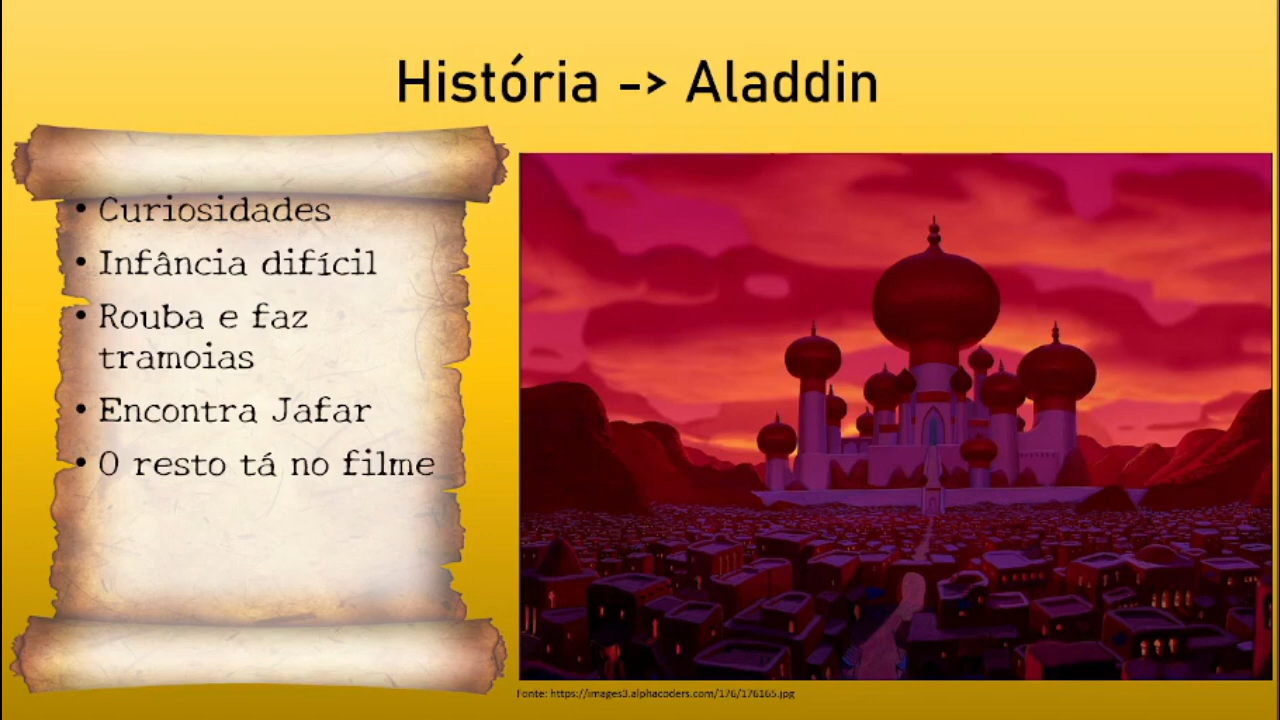 História -> Aladdin
• Curiosidades
• Infância difícil
• Rouba e faz
tramoias
• Encontra Jafar
• O resto tá no filme
Fonte: https://images3.alphacoders.com/176/176165.jpg